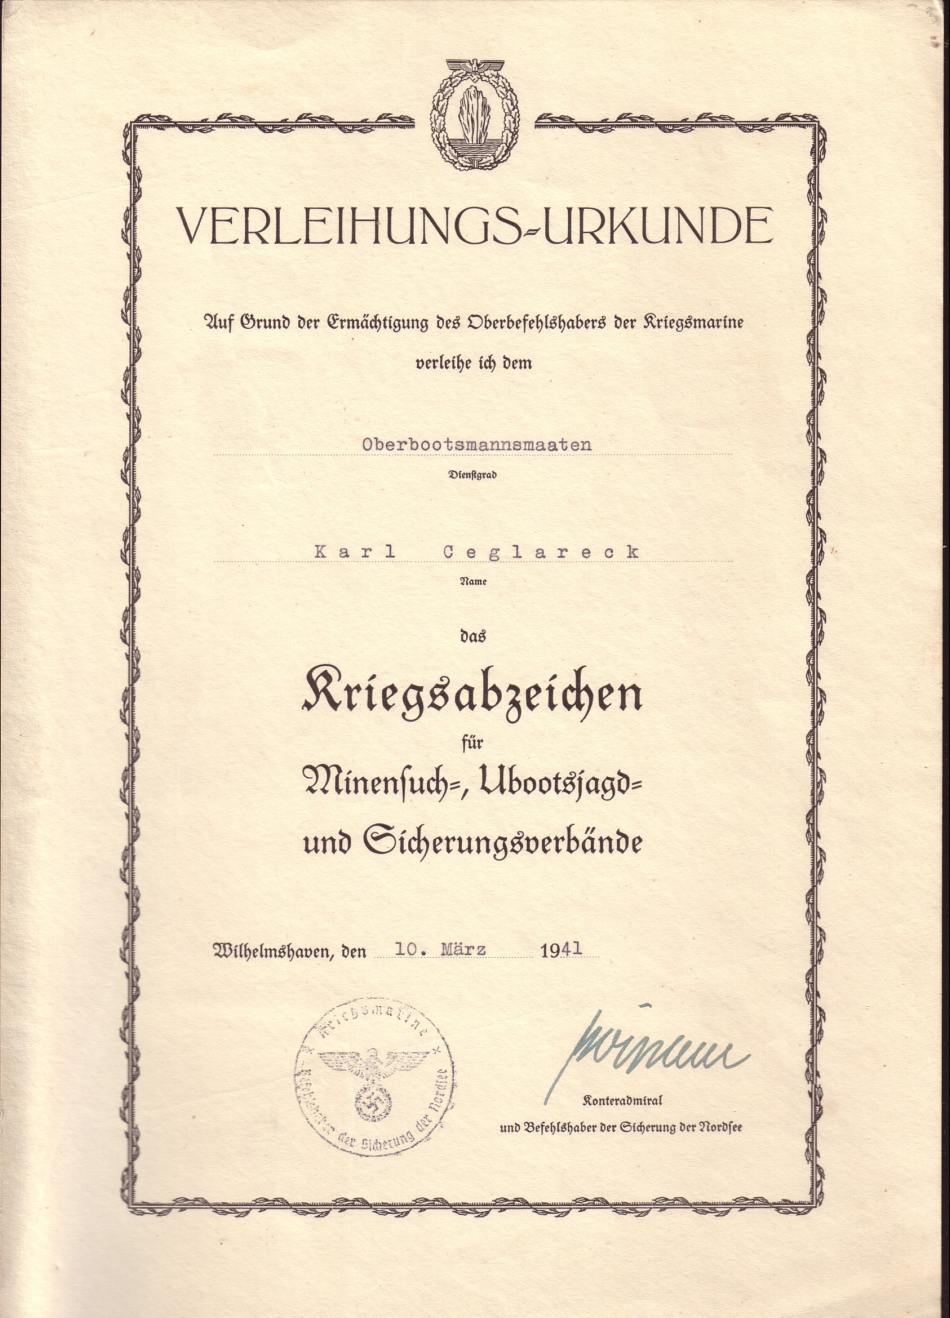 VERLEIHUNGS-URKUNDE
Auf Grund der Ermächtigung des Oberbefehlshabers der Kriegsmarine
verleihe ich dem
Oberbootsmannsmaaten
Dienstgrad
Karl Ceglareck
Name
das
Kriegsabzeichen
für
Minensuch-, Ubootsjagd-
und Sicherungsverbände
Wilhelmshaven, den 10. März 1941
Kriegsmarine
Befehlshaber der Sicherung der Nordsee
Konteradmiral
und Befehlshaber der Sicherung der Nordsee